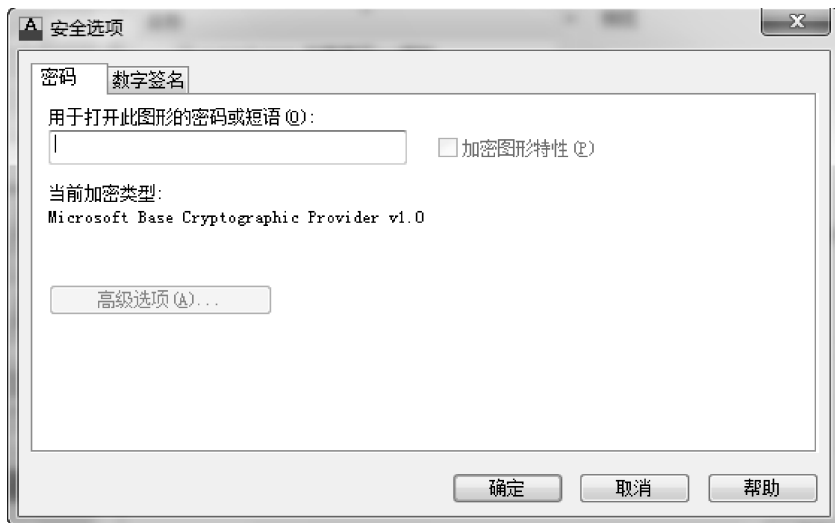 安全选项
X
密码
数字签名
用于打开此图形的密码或短语(O):
加密图形特性(P)
当前加密类型:
Microsoft Base Cryptographic Provider v1.0
高级选项(A)...
确定
取消
帮助